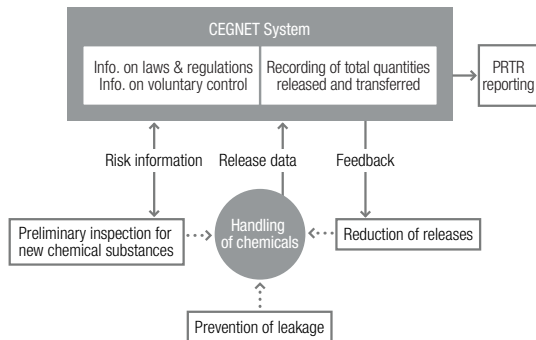 CEGNET System
Info. on laws & regulations
Info. on voluntary control
Recording of total quantities
released and transferred
PRTR
reporting
Risk information
Release data
Feedback
Preliminary inspection for
new chemical substances
Handling
of chemicals
Reduction of releases
Prevention of leakage